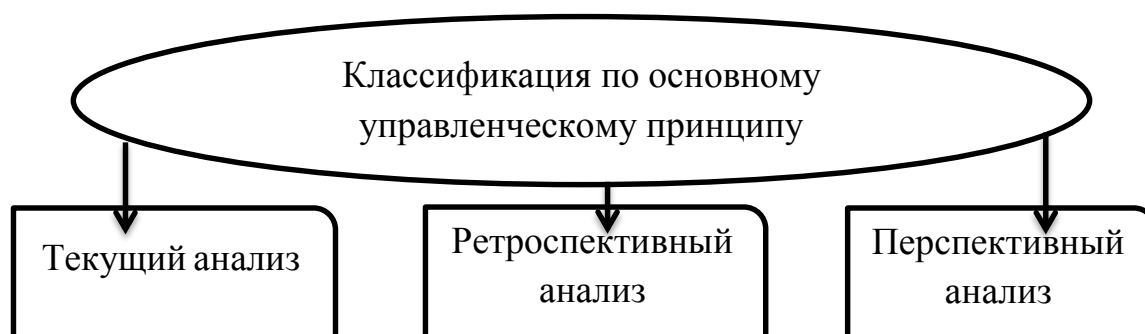 Классификация по основному
управленческому принципу
Текущий анализ
Ретроспективный
анализ
Перспективный
анализ